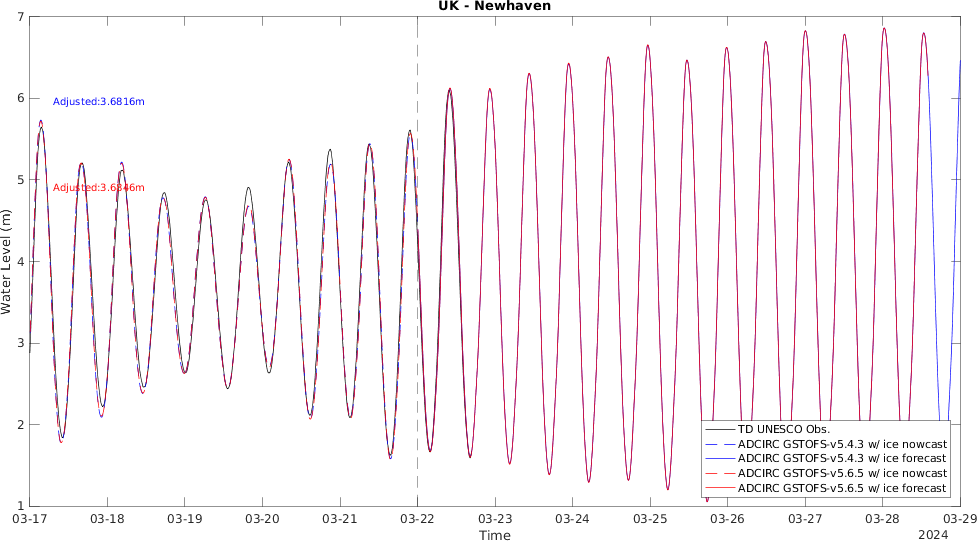 UK - Newhaven
7
6
5
4
3
2
1
Water Level (m)
Adjusted:3.6816m
Adjusted:3.6346m
TD UNESCO Obs.
ADCIRC GSTOFS-v5.4.3 w/ ice nowcast
ADCIRC GSTOFS-v5.4.3 w/ ice forecast
ADCIRC GSTOFS-v5.6.5 w/ ice nowcast
ADCIRC GSTOFS-v5.6.5 w/ ice forecast
03-17 03-18 03-19 03-20 03-21 03-22 03-23 03-24 03-25 03-26 03-27 03-28 03-29
Time
2024